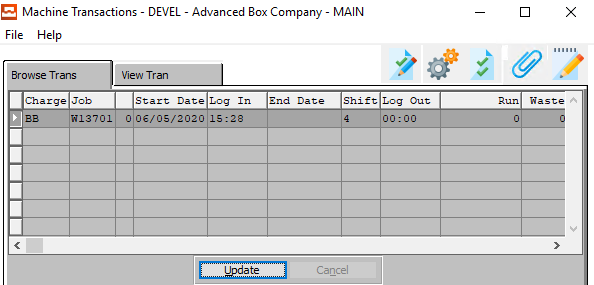 Machine Transactions - DEVEL - Advanced Box Company - MAIN
File Help
Browse Trans View Tran
Charge Job Start Date Log In End Date Shift Log Out Run Waste
BB W13701 0 06/05/2020 15:28 4 00:00 0 0
Update Cancel